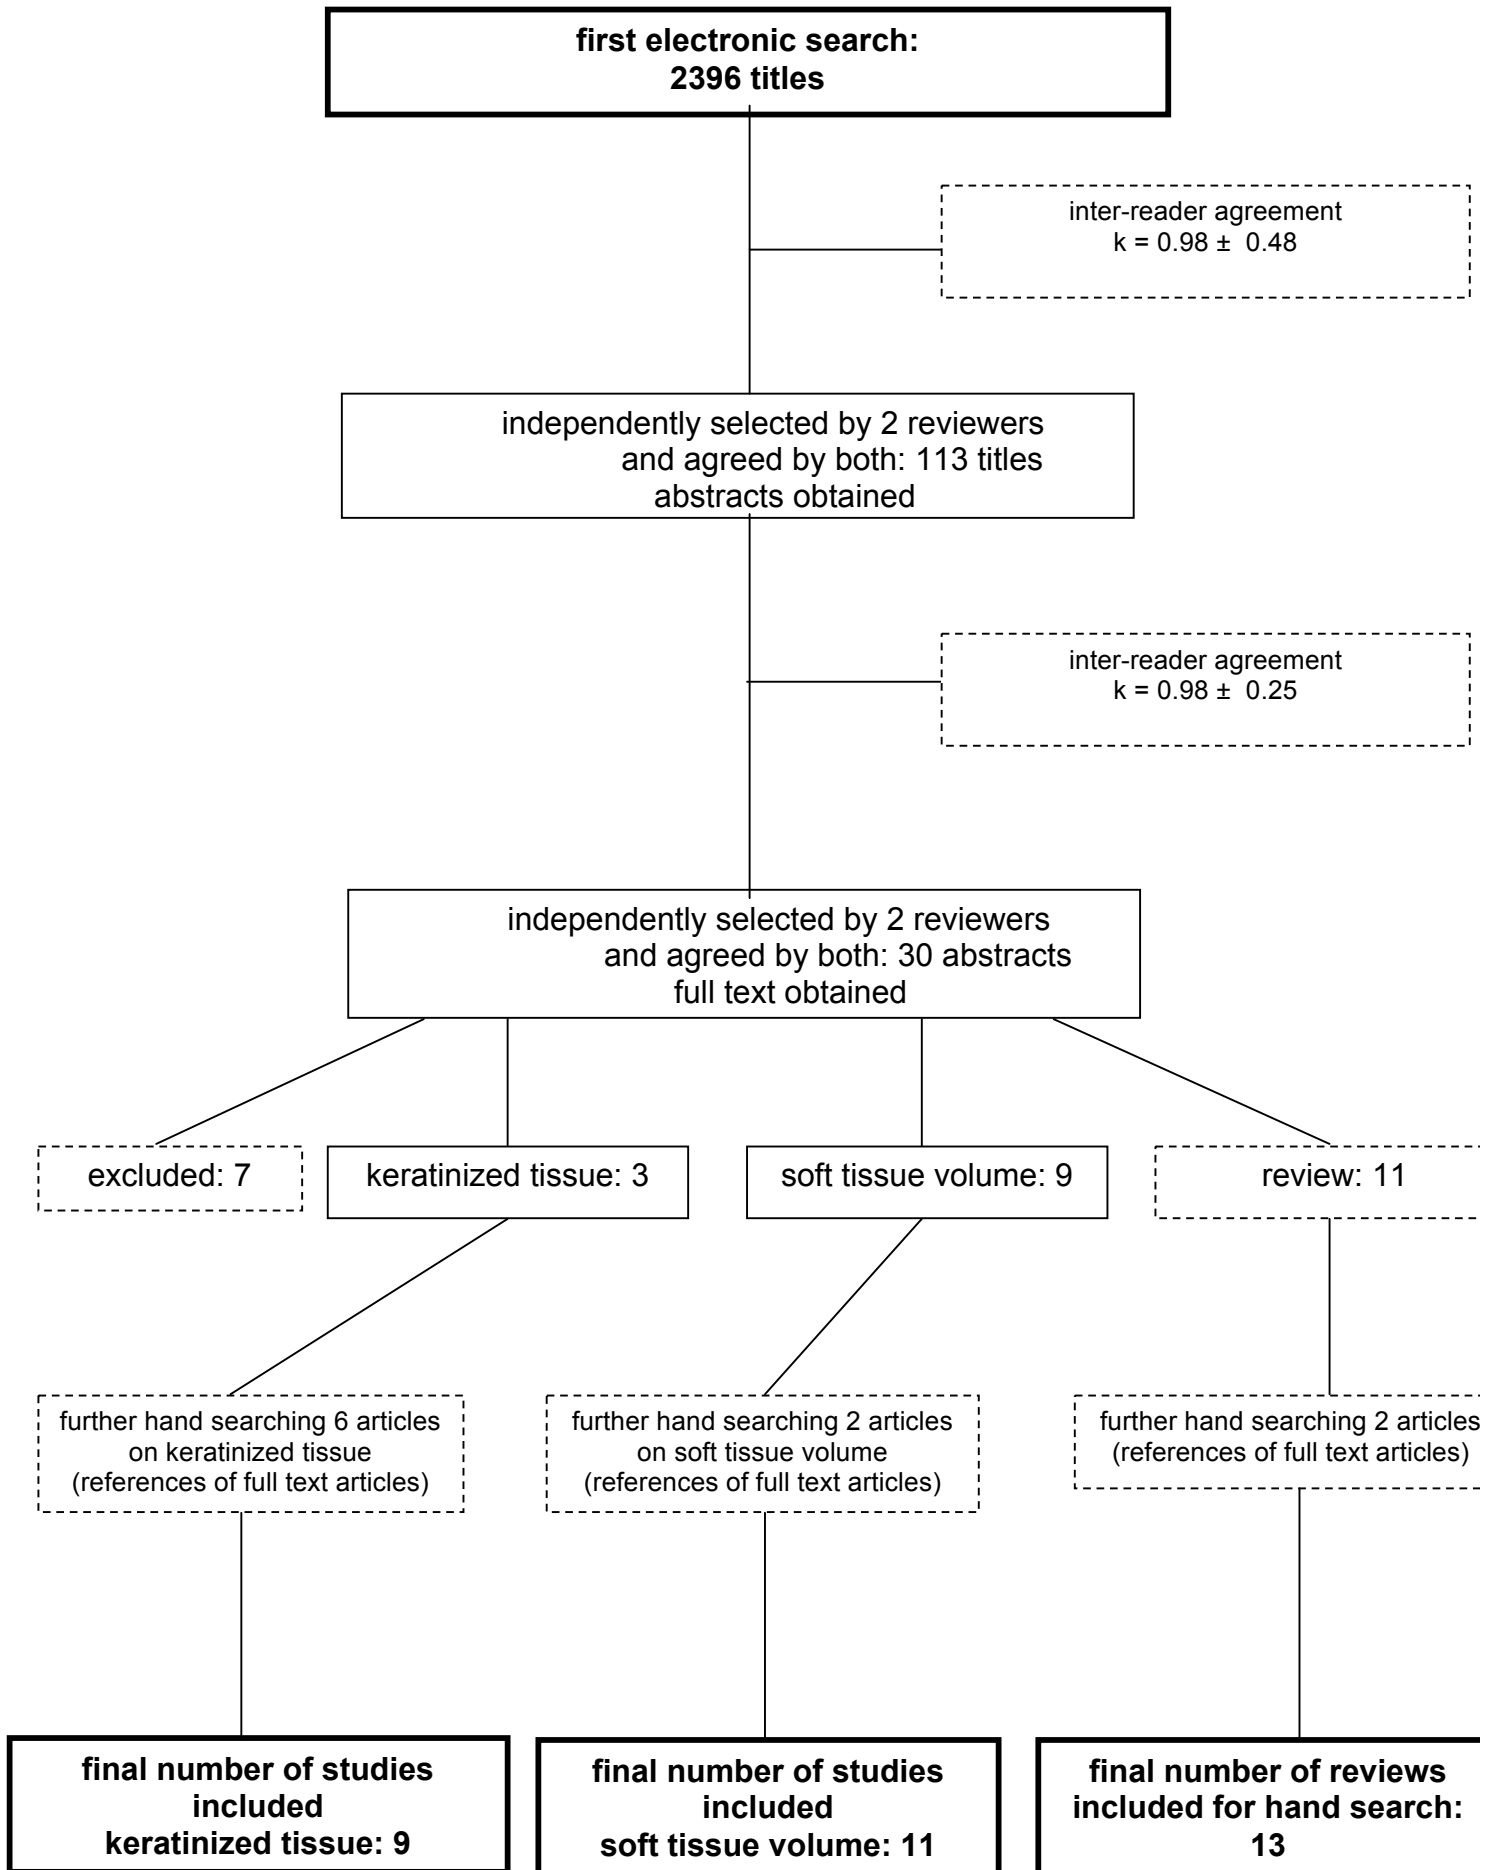 first electronic search:
2396 titles
inter-reader agreement
k = 0.98 ± 0.48
independently selected by 2 reviewers
and agreed by both: 113 titles
abstracts obtained
inter-reader agreement
k = 0.98 ± 0.25
independently selected by 2 reviewers
and agreed by both: 30 abstracts
full text obtained
excluded: 7
keratinized tissue: 3
soft tissue volume: 9
review: 11
further hand searching 6 articles
on keratinized tissue
(references of full text articles)
further hand searching 2 articles
on soft tissue volume
(references of full text articles)
further hand searching 2 articles
(references of full text articles)
final number of studies
included
keratinized tissue: 9
final number of studies
included
soft tissue volume: 11
final number of reviews
included for hand search:
13